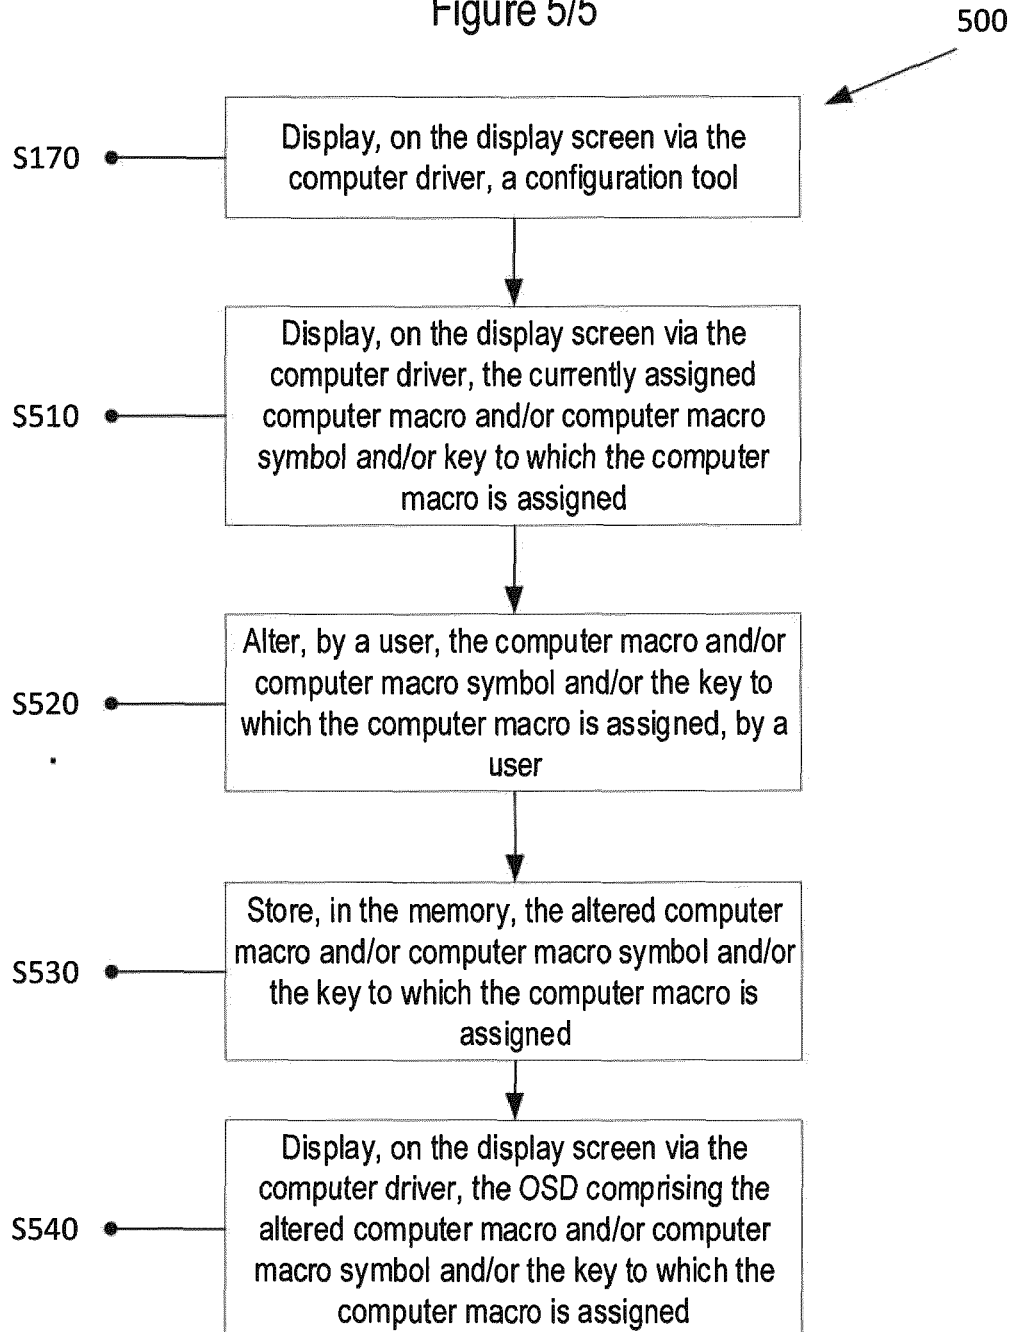 Figure 5/5
500
S170
Display, on the display screen via the
computer driver, a configuration tool
S510
Display, on the display screen via the
computer driver, the currently assigned
computer macro and/or computer macro
symbol and/or key to which the computer
macro is assigned
S520
Alter, by a user, the computer macro and/or
computer macro symbol and/or the key to
which the computer macro is assigned, by a
user
S530
Store, in the memory, the altered computer
macro and/or computer macro symbol and/or
the key to which the computer macro is
assigned
S540
Display, on the display screen via the
computer driver, the OSD comprising the
altered computer macro and/or computer
macro symbol and/or the key to which the
computer macro is assigned